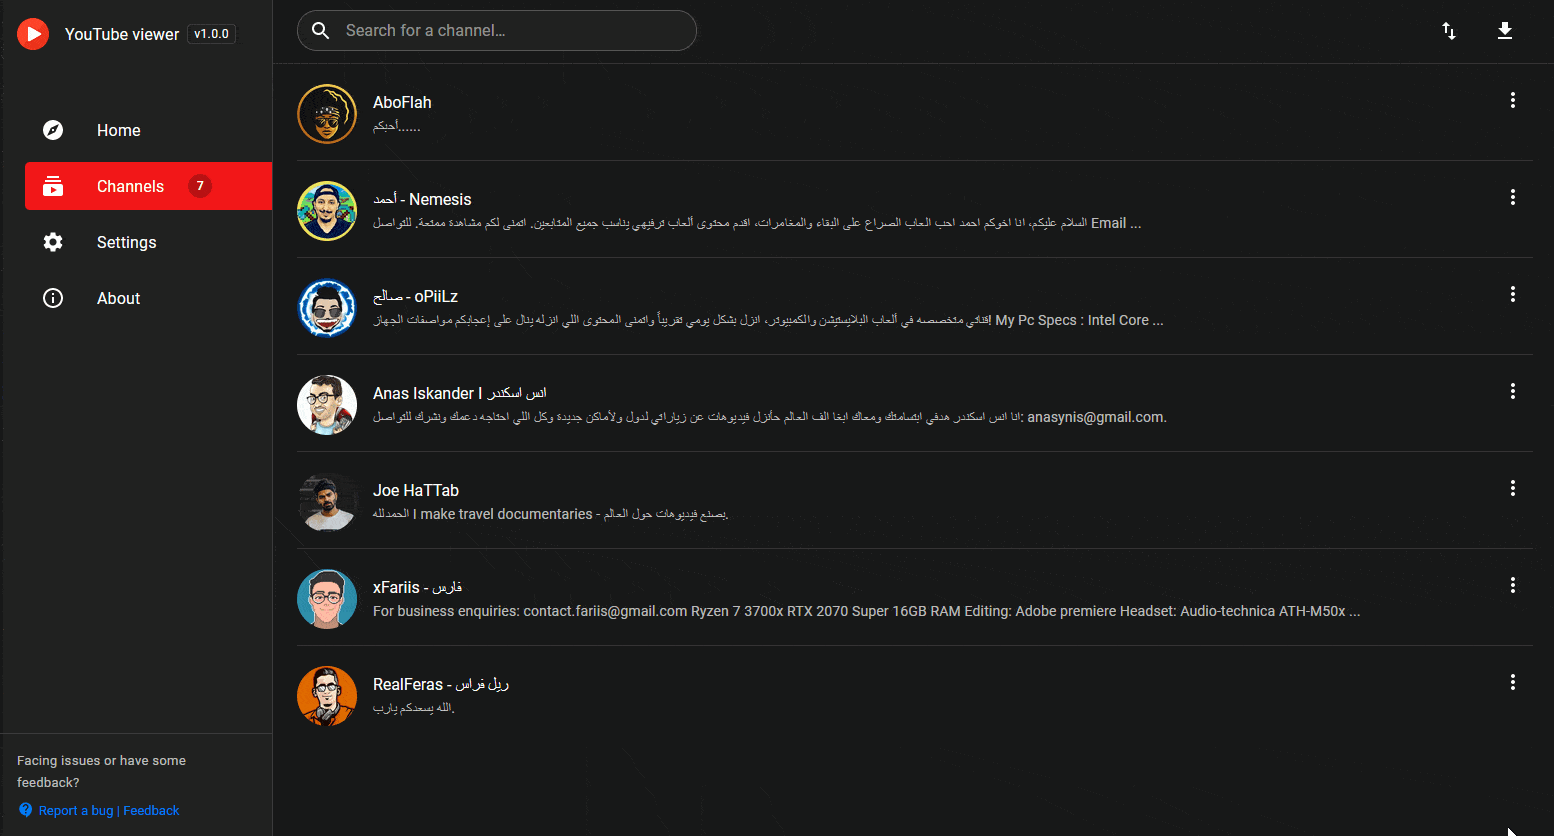 YouTube viewer v1.0.0
Search for a channel...
Home
Channels 7
Settings
About
AboFlah
أحبكم......
أحمد - Nemesis
السلام عليكم، انا اخوكم احمد احب العاب الصراع على البقاء والمغامرات، اقدم محتوى ألعاب ترفيهي يناسب جميع المتابعين. اتمنى لكم مشاهدة ممتعة. للتواصل Email ...
صالح - oPiiLz
قناتي متخصصه في ألعاب البلايستيشن والكمبيوتر، انزل بشكل يومي تقريباً واتمنى المحتوى اللي انزله ينال على إعجابكم مواصفات الجهاز! My Pc Specs : Intel Core ...
Anas Iskander I انس اسكندر
انا انس اسكندر هدفي ابتسامتك ومعاك ابغا الف العالم حأنزل فيديوهات عن زياراتي لدول ولأماكن جديدة وكل اللي احتاجه دعمك ونشرك للتواصل: anasynis@gmail.com.
Joe HaTTab
الحمدلله I make travel documentaries - بصنع فيديوهات حول العالم.
xFariis - فارس
For business enquiries: contact.fariis@gmail.com Ryzen 7 3700x RTX 2070 Super 16GB RAM Editing: Adobe premiere Headset: Audio-technica ATH-M50x ...
RealFeras - ريل فراس
الله يسعدكم يارب.
Facing issues or have some
feedback?
Report a bug | Feedback